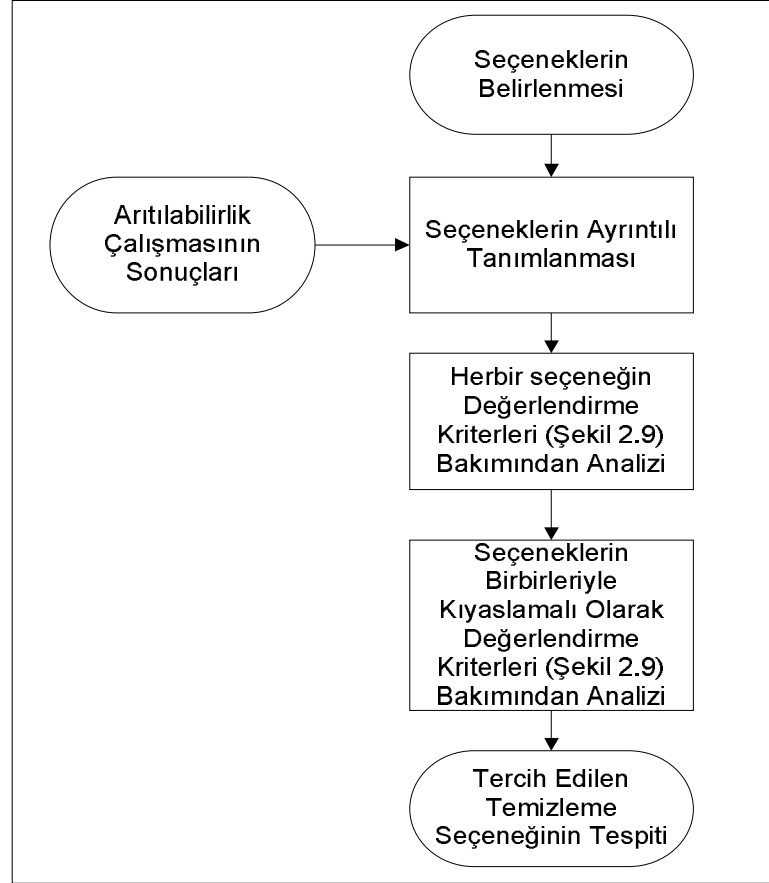 Seçeneklerin
Belirlenmesi
Arıtılabilirlik
Çalışmasının
Sonuçları
Seçeneklerin Ayrıntılı
Tanımlanması
Herbir seçeneğin
Değerlendirme
Kriterleri (Şekil 2.9)
Bakımından Analizi
Seçeneklerin
Birbirleriyle
Kıyaslamalı Olarak
Değerlendirme
Kriterleri (Şekil 2.9)
Bakımından Analizi
Tercih Edilen
Temizleme
Seçeneğinin Tespiti